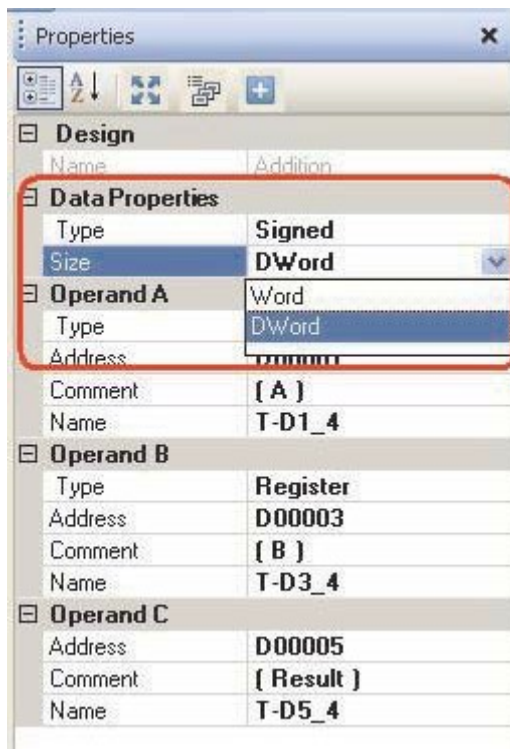 Properties
A
Z
Design
Name Addition
Data Properties
Type Signed
Size DWord
Operand A Word
Type DWord
Address D00001
Comment ( A )
Name T-D1_4
Operand B
Type Register
Address D00003
Comment ( B )
Name T-D3_4
Operand C
Address D00005
Comment ( Result )
Name T-D5_4